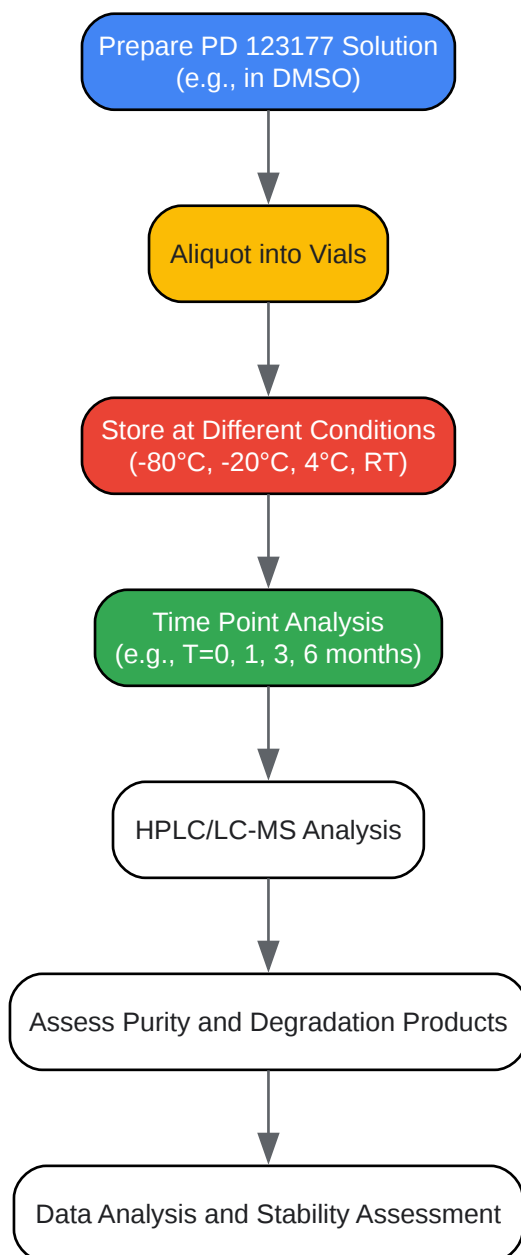 Prepare PD 123177 Solution
(e.g., in DMSO)
Aliquot into Vials
Store at Different Conditions
(-80°C, -20°C, 4°C, RT)
Time Point Analysis
(e.g., T=0, 1, 3, 6 months)
HPLC/LC-MS Analysis
Assess Purity and Degradation Products
Data Analysis and Stability Assessment